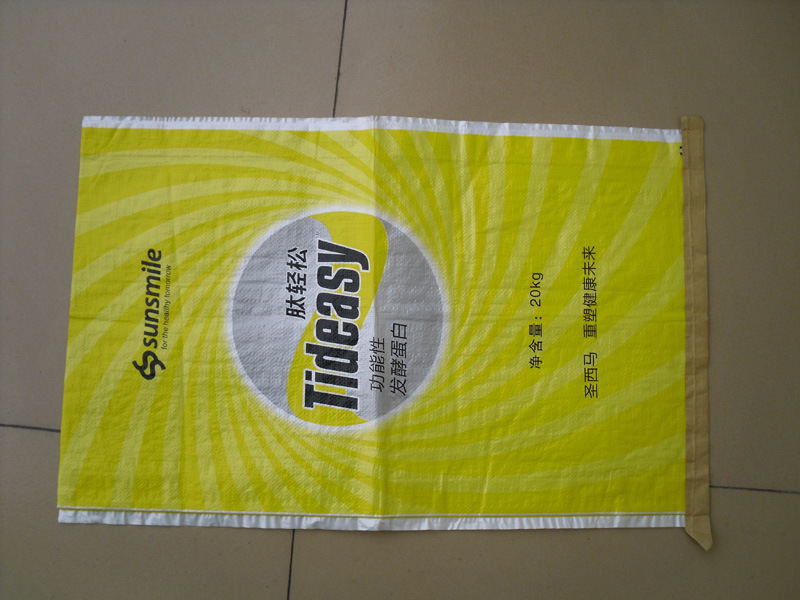 sunsmile
for the healthy tomorrow
肽轻松
Tideasy
功能性
发酵蛋白
净含量：20kg
圣西马 重塑健康未来